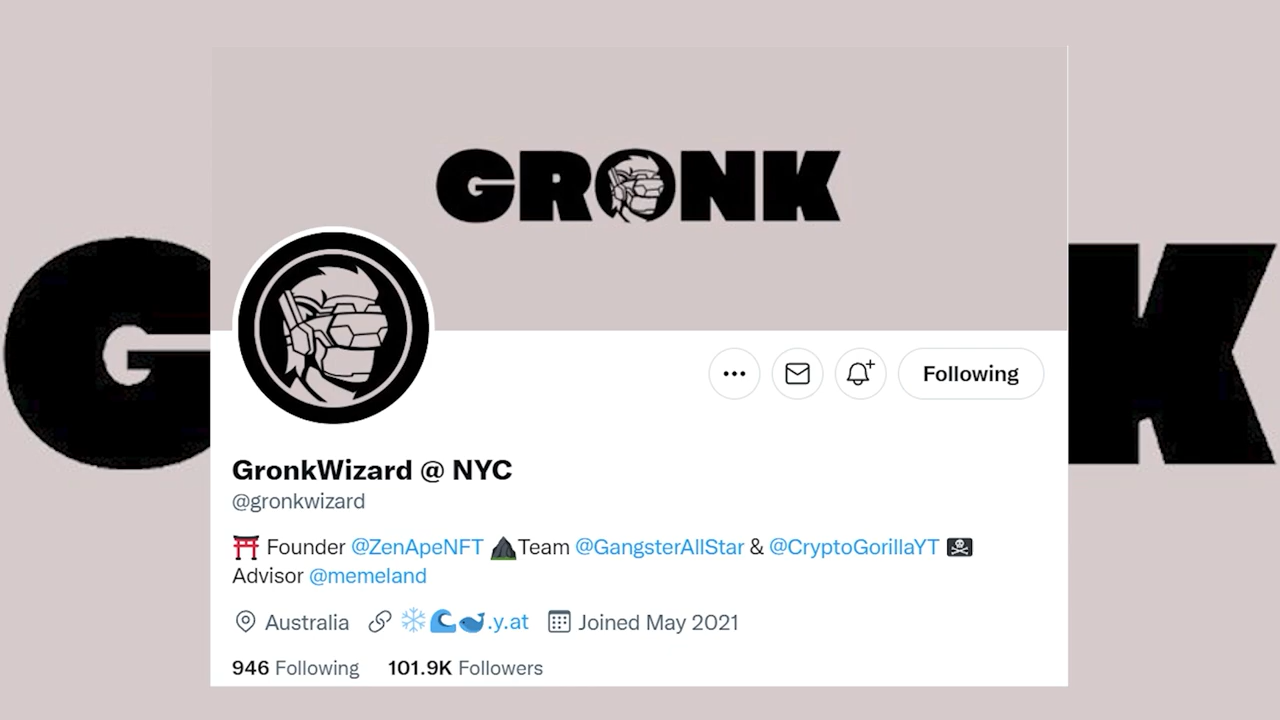 GRONK
G
K
Following
GronkWizard @ NYC
@gronkwizard
⛩️ Founder @ZenApeNFT ⛰️Team @GangsterAllStar & @CryptoGorillaYT 🏴‍☠️
Advisor @memeland
Australia ❄️🌊🐳.y.at Joined May 2021
946 Following 101.9K Followers